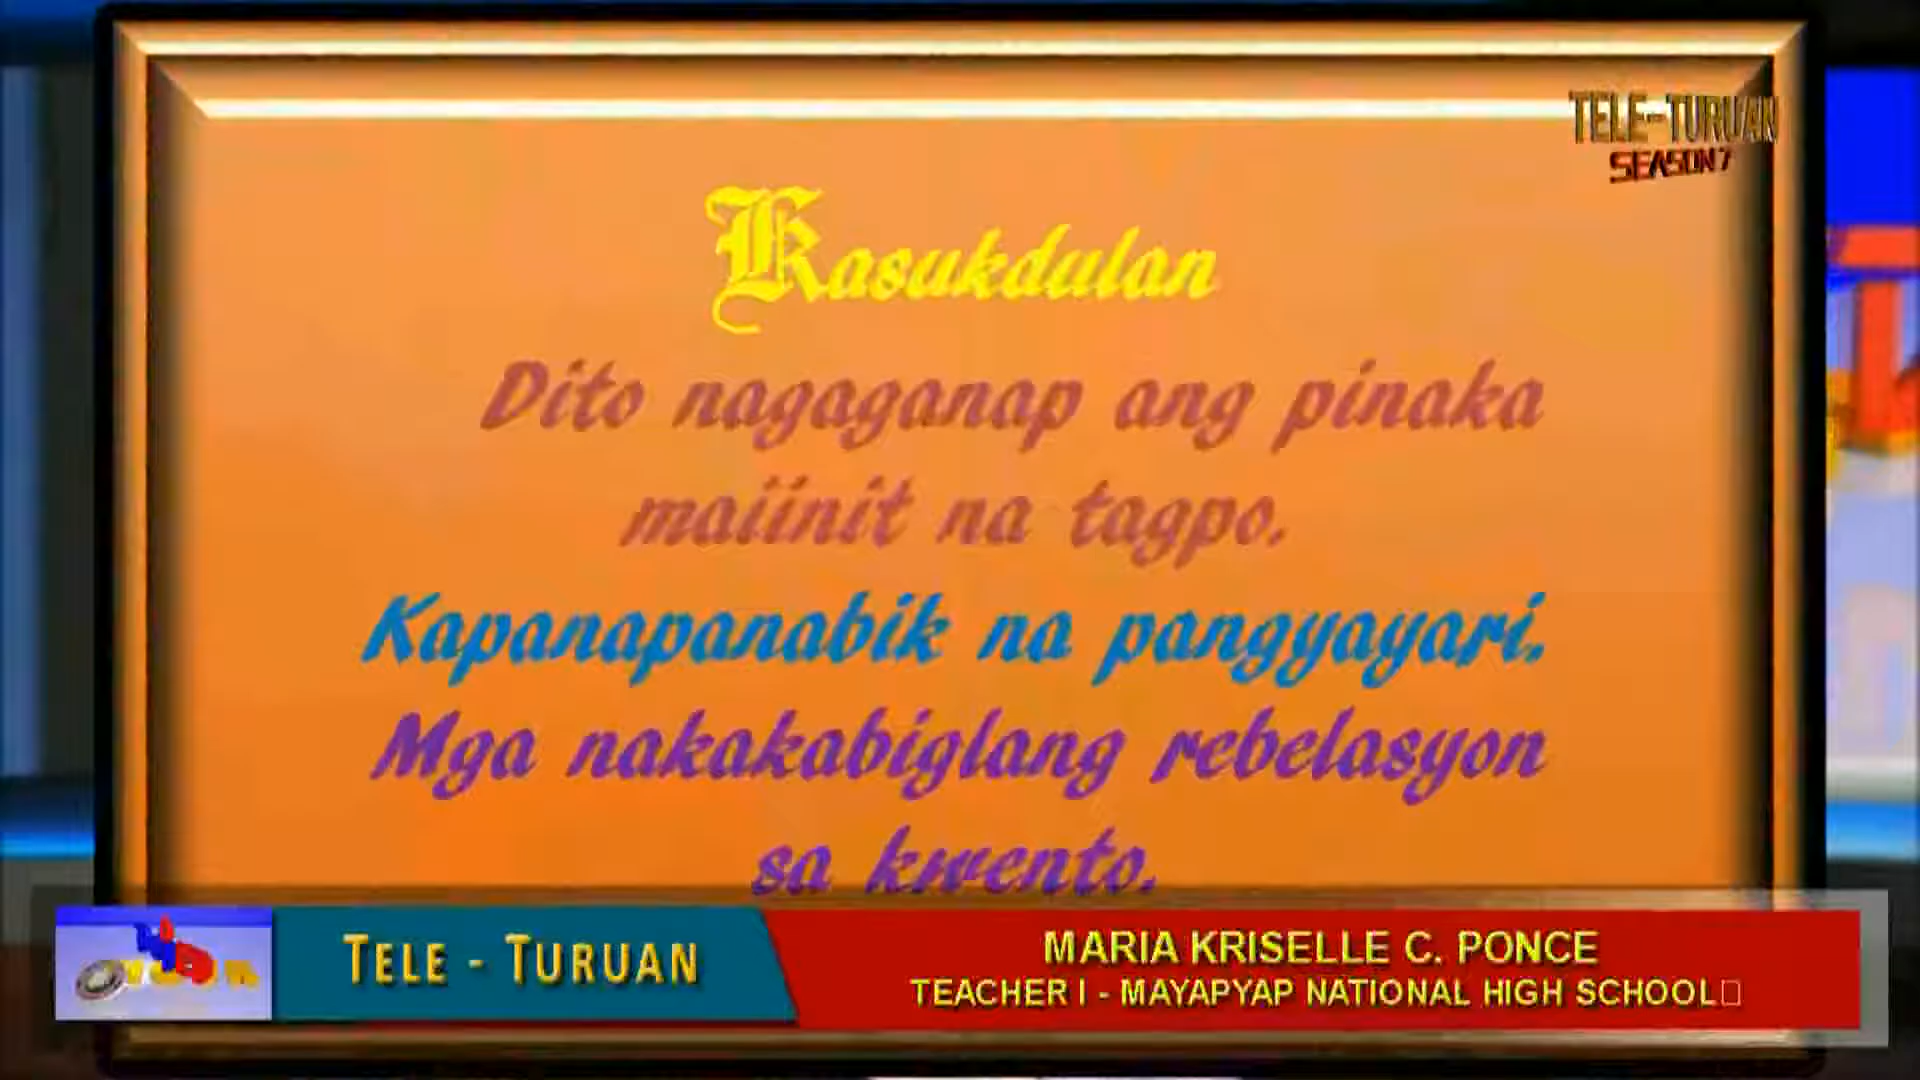 TELE-TURUAN
SEASON 7
Kasukdulan
Dito nagaganap ang pinaka
maiinit na tagpo.
Kapanapanabik na pangyayari.
Mga nakakabiglang rebelasyon
sa kwento.
TELE - TURUAN
MARIA KRISELLE C. PONCE
TEACHER I - MAYAPYAP NATIONAL HIGH SCHOOL